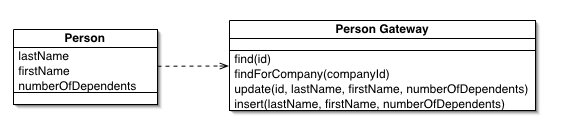 Person
lastName
firstName
numberOfDependents
Person Gateway
find(id)
findForCompany(companyId)
update(id, lastName, firstName, numberOfDependents)
insert(lastName, firstName, numberOfDependents)